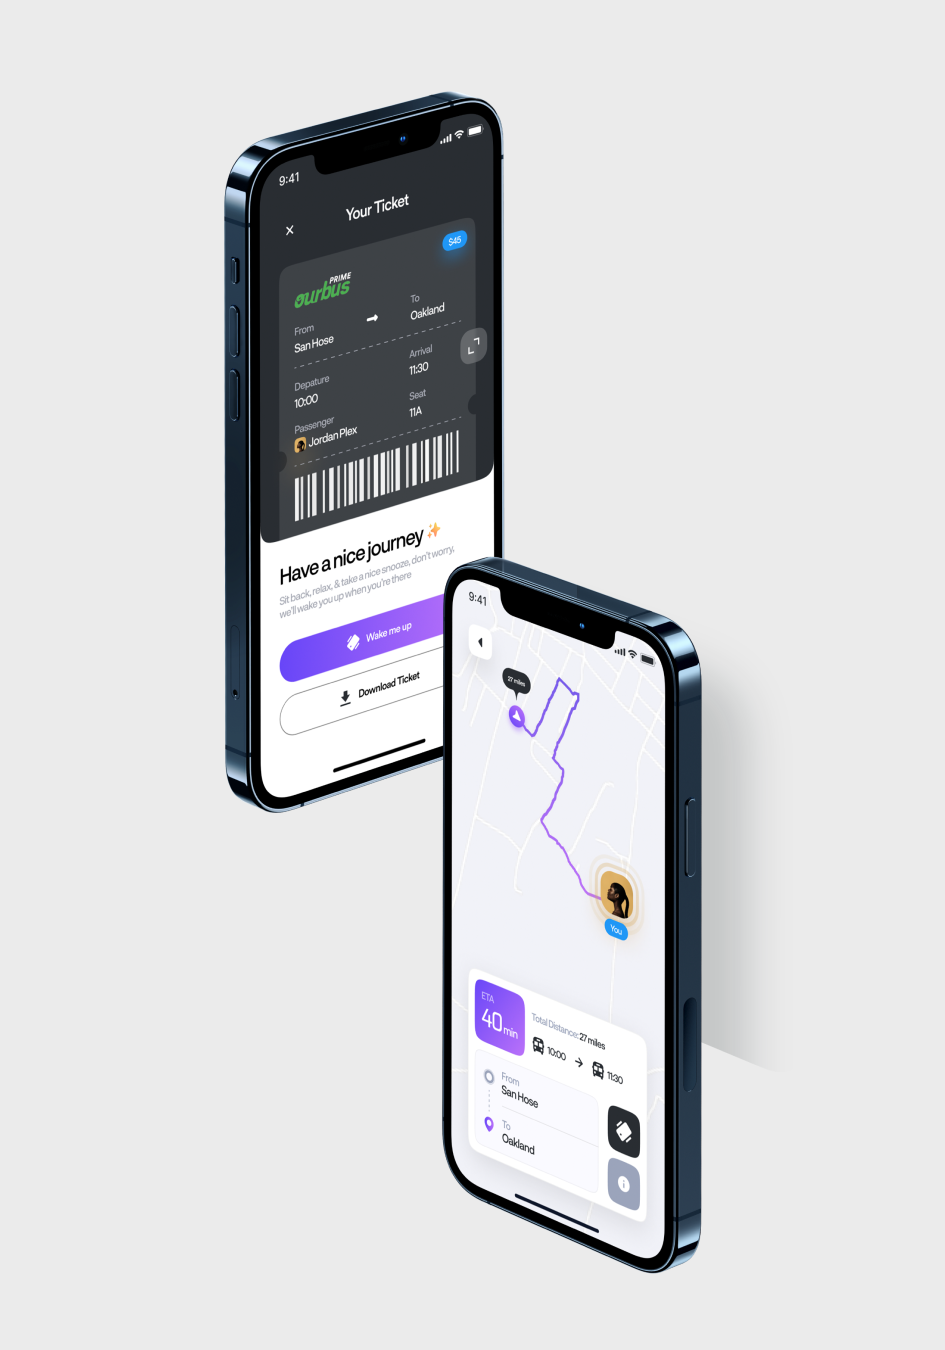 9:41
Your Ticket
$45
PRIME
ourbus
From
San Hose
To
Oakland
Depature
10:00
Arrival
11:30
Passenger
Jordan Plex
Seat
11A
Have a nice journey
Sit back, relax, & take a nice snooze, don't worry,
we'll wake you up when you're there
Wake me up
Download Ticket
9:41
27 miles
You
ETA
40 min
Total Distance: 27 miles
10:00
11:30
From
San Hose
To
Oakland